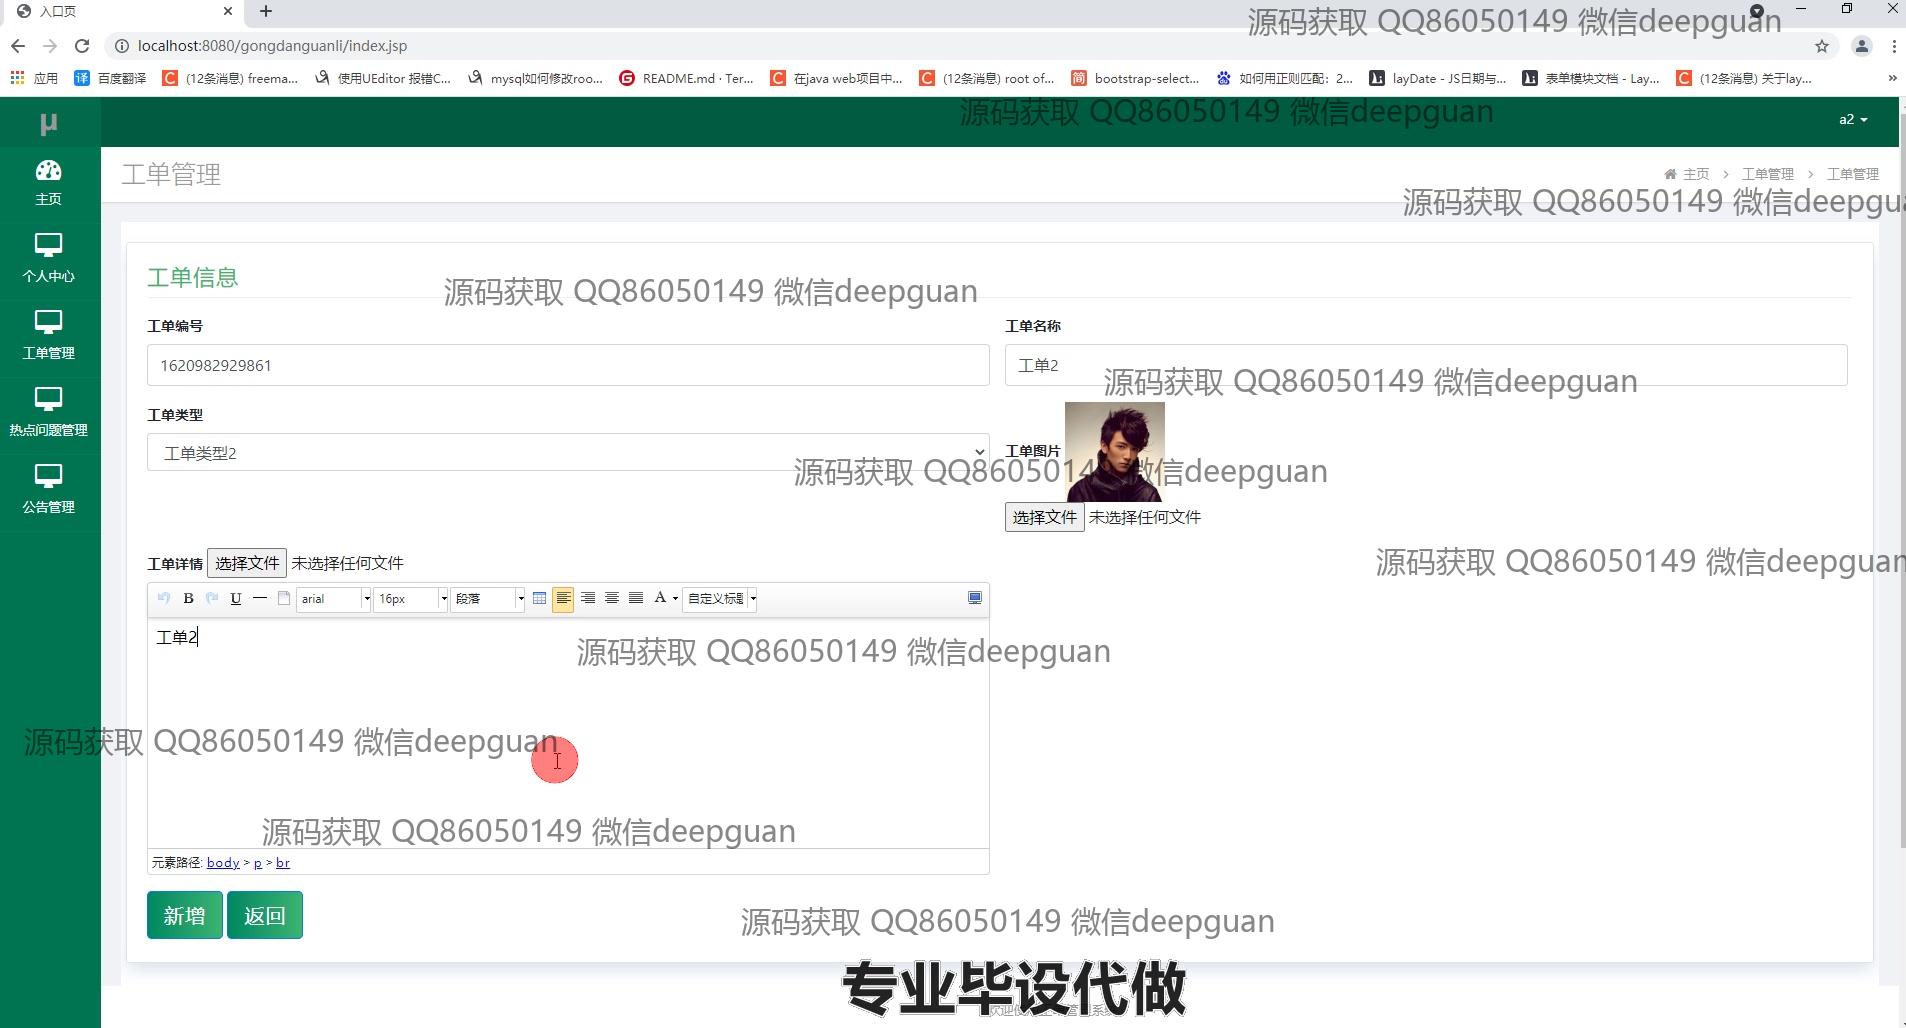 入口页
localhost:8080/gongdanguanli/index.jsp
应用 百度翻译 (12条消息) freema... 使用UEditor 报错C... mysql如何修改roo... README.md · Ter... 在java web项目中... (12条消息) root of... bootstrap-select... 如何用正则匹配：2... layDate - JS日期与... 表单模块文档 - Lay... (12条消息) 关于lay... »
源码获取 QQ86050149 微信deepguan
源码获取 QQ86050149 微信deepguan
μ
a2
主页
个人中心
工单管理
热点问题管理
公告管理
工单管理
主页 > 工单管理 > 工单管理
源码获取 QQ86050149 微信deepgua
工单信息
源码获取 QQ86050149 微信deepguan
工单编号
1620982929861
工单名称
工单2
源码获取 QQ86050149 微信deepguan
工单类型
工单类型2
工单图片
源码获取 QQ86050149 微信deepguan
选择文件 未选择任何文件
工单详情 选择文件 未选择任何文件
源码获取 QQ86050149 微信deepguan
B U arial 16px 段落 A 自定义标题
工单2
源码获取 QQ86050149 微信deepguan
源码获取 QQ86050149 微信deepguan
源码获取 QQ86050149 微信deepguan
元素路径: body > p > br
新增 返回
源码获取 QQ86050149 微信deepguan
专业毕设代做